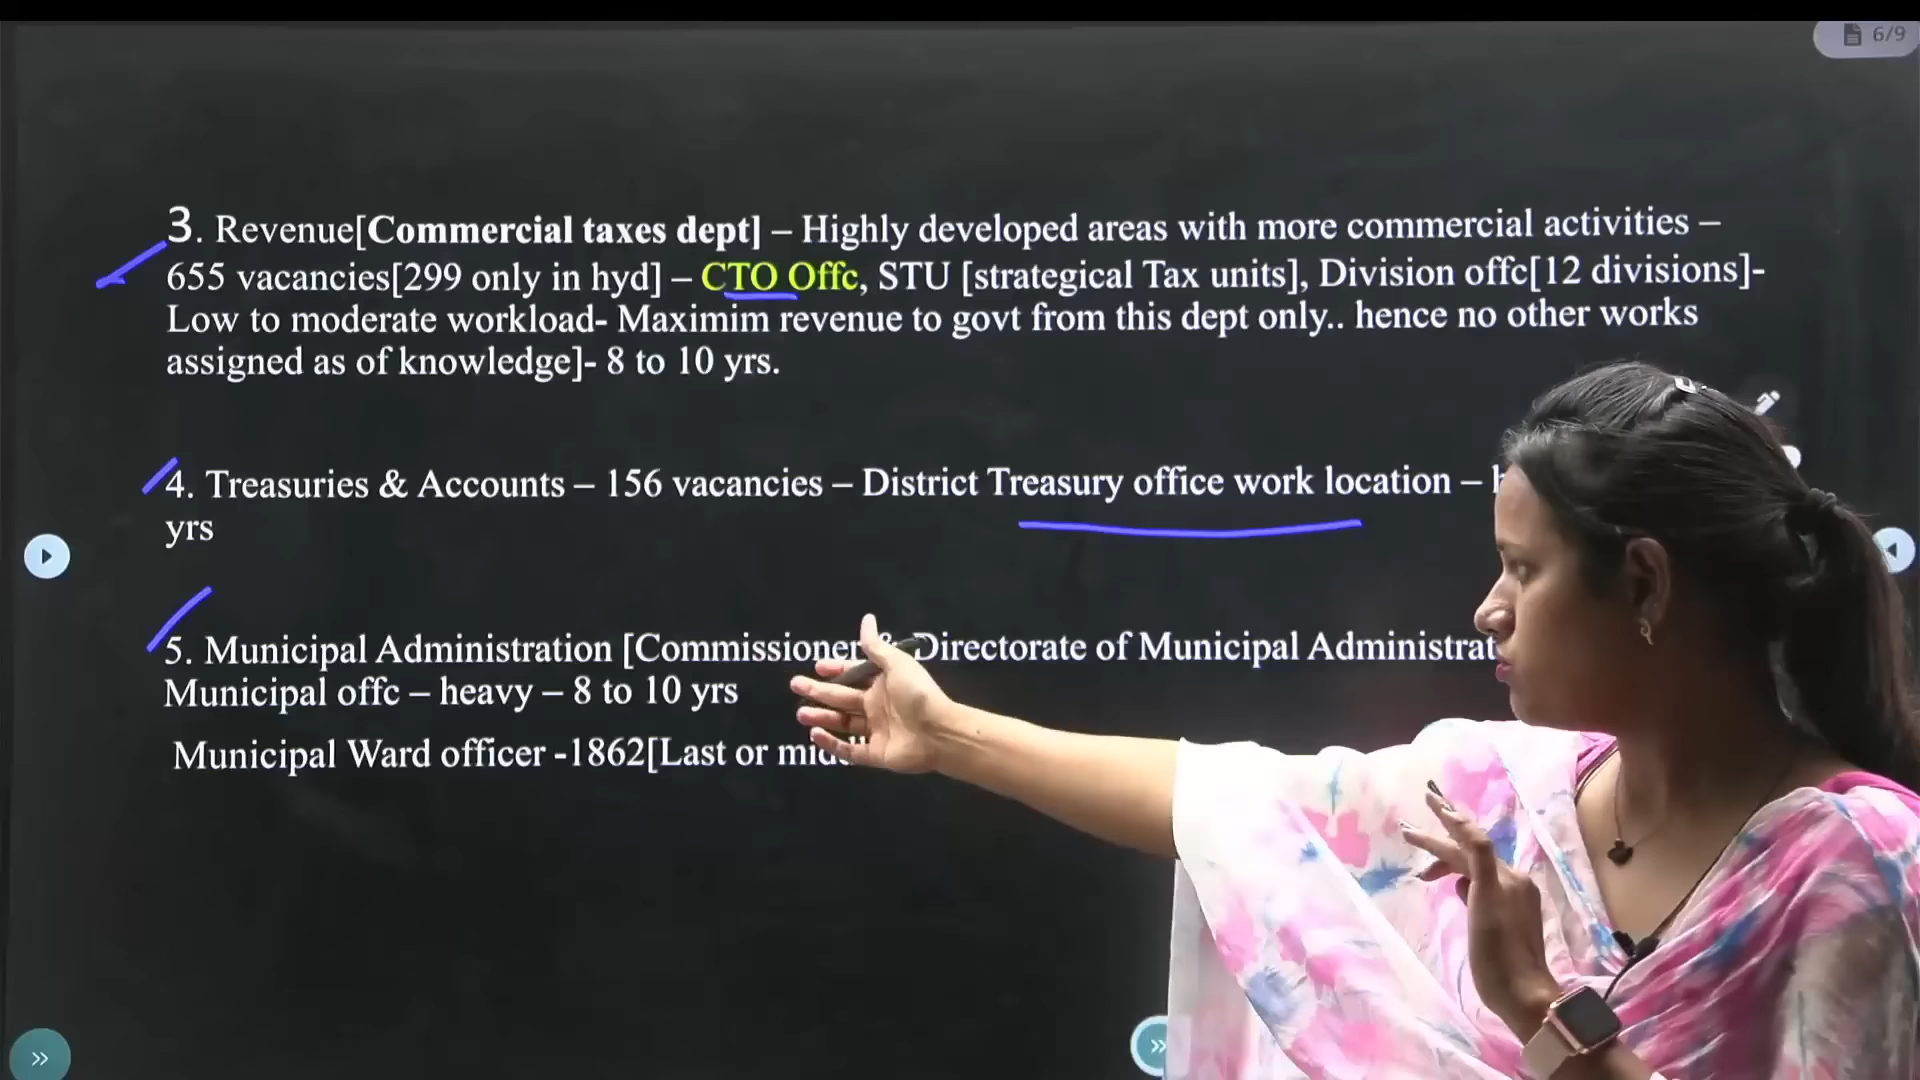 6/9
3. Revenue[Commercial taxes dept] – Highly developed areas with more commercial activities –
655 vacancies[299 only in hyd] – CTO Offc, STU [strategical Tax units], Division offc[12 divisions]-
Low to moderate workload- Maximim revenue to govt from this dept only.. hence no other works
assigned as of knowledge]- 8 to 10 yrs.
4. Treasuries & Accounts – 156 vacancies – District Treasury office work location –
yrs
5. Municipal Administration [Commissioner & Directorate of Municipal
Municipal offc – heavy – 8 to 10 yrs
Municipal Ward officer -1862[Last or